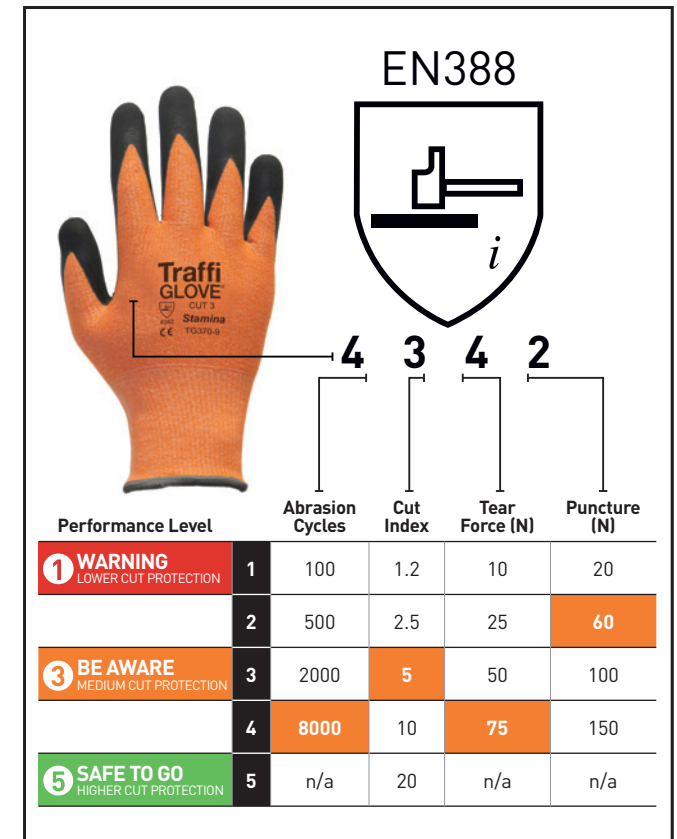 EN388
i
Traffi
GLOVE
CUT 3
4342 Stamina
CE TG370-9
4 3 4 2
Performance Level Abrasion Cycles Cut Index Tear Force (N) Puncture (N)
1 WARNING
LOWER CUT PROTECTION 1 100 1.2 10 20
2 500 2.5 25 60
3 BE AWARE
MEDIUM CUT PROTECTION 3 2000 5 50 100
4 8000 10 75 150
5 SAFE TO GO
HIGHER CUT PROTECTION 5 n/a 20 n/a n/a